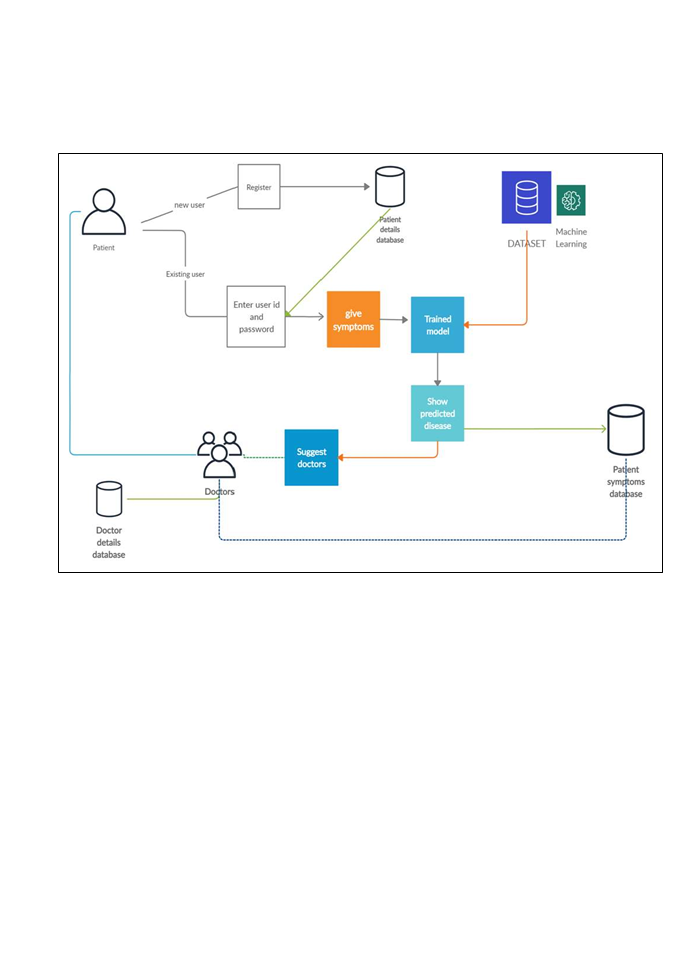 Register
new user
Patient
Patient
details
database
DATASET
Machine
Learning
Existing user
Enter user id
and
password
give
symptoms
Trained
model
Show
predicted
disease
Suggest
doctors
Doctors
Patient
symptoms
database
Doctor
details
database